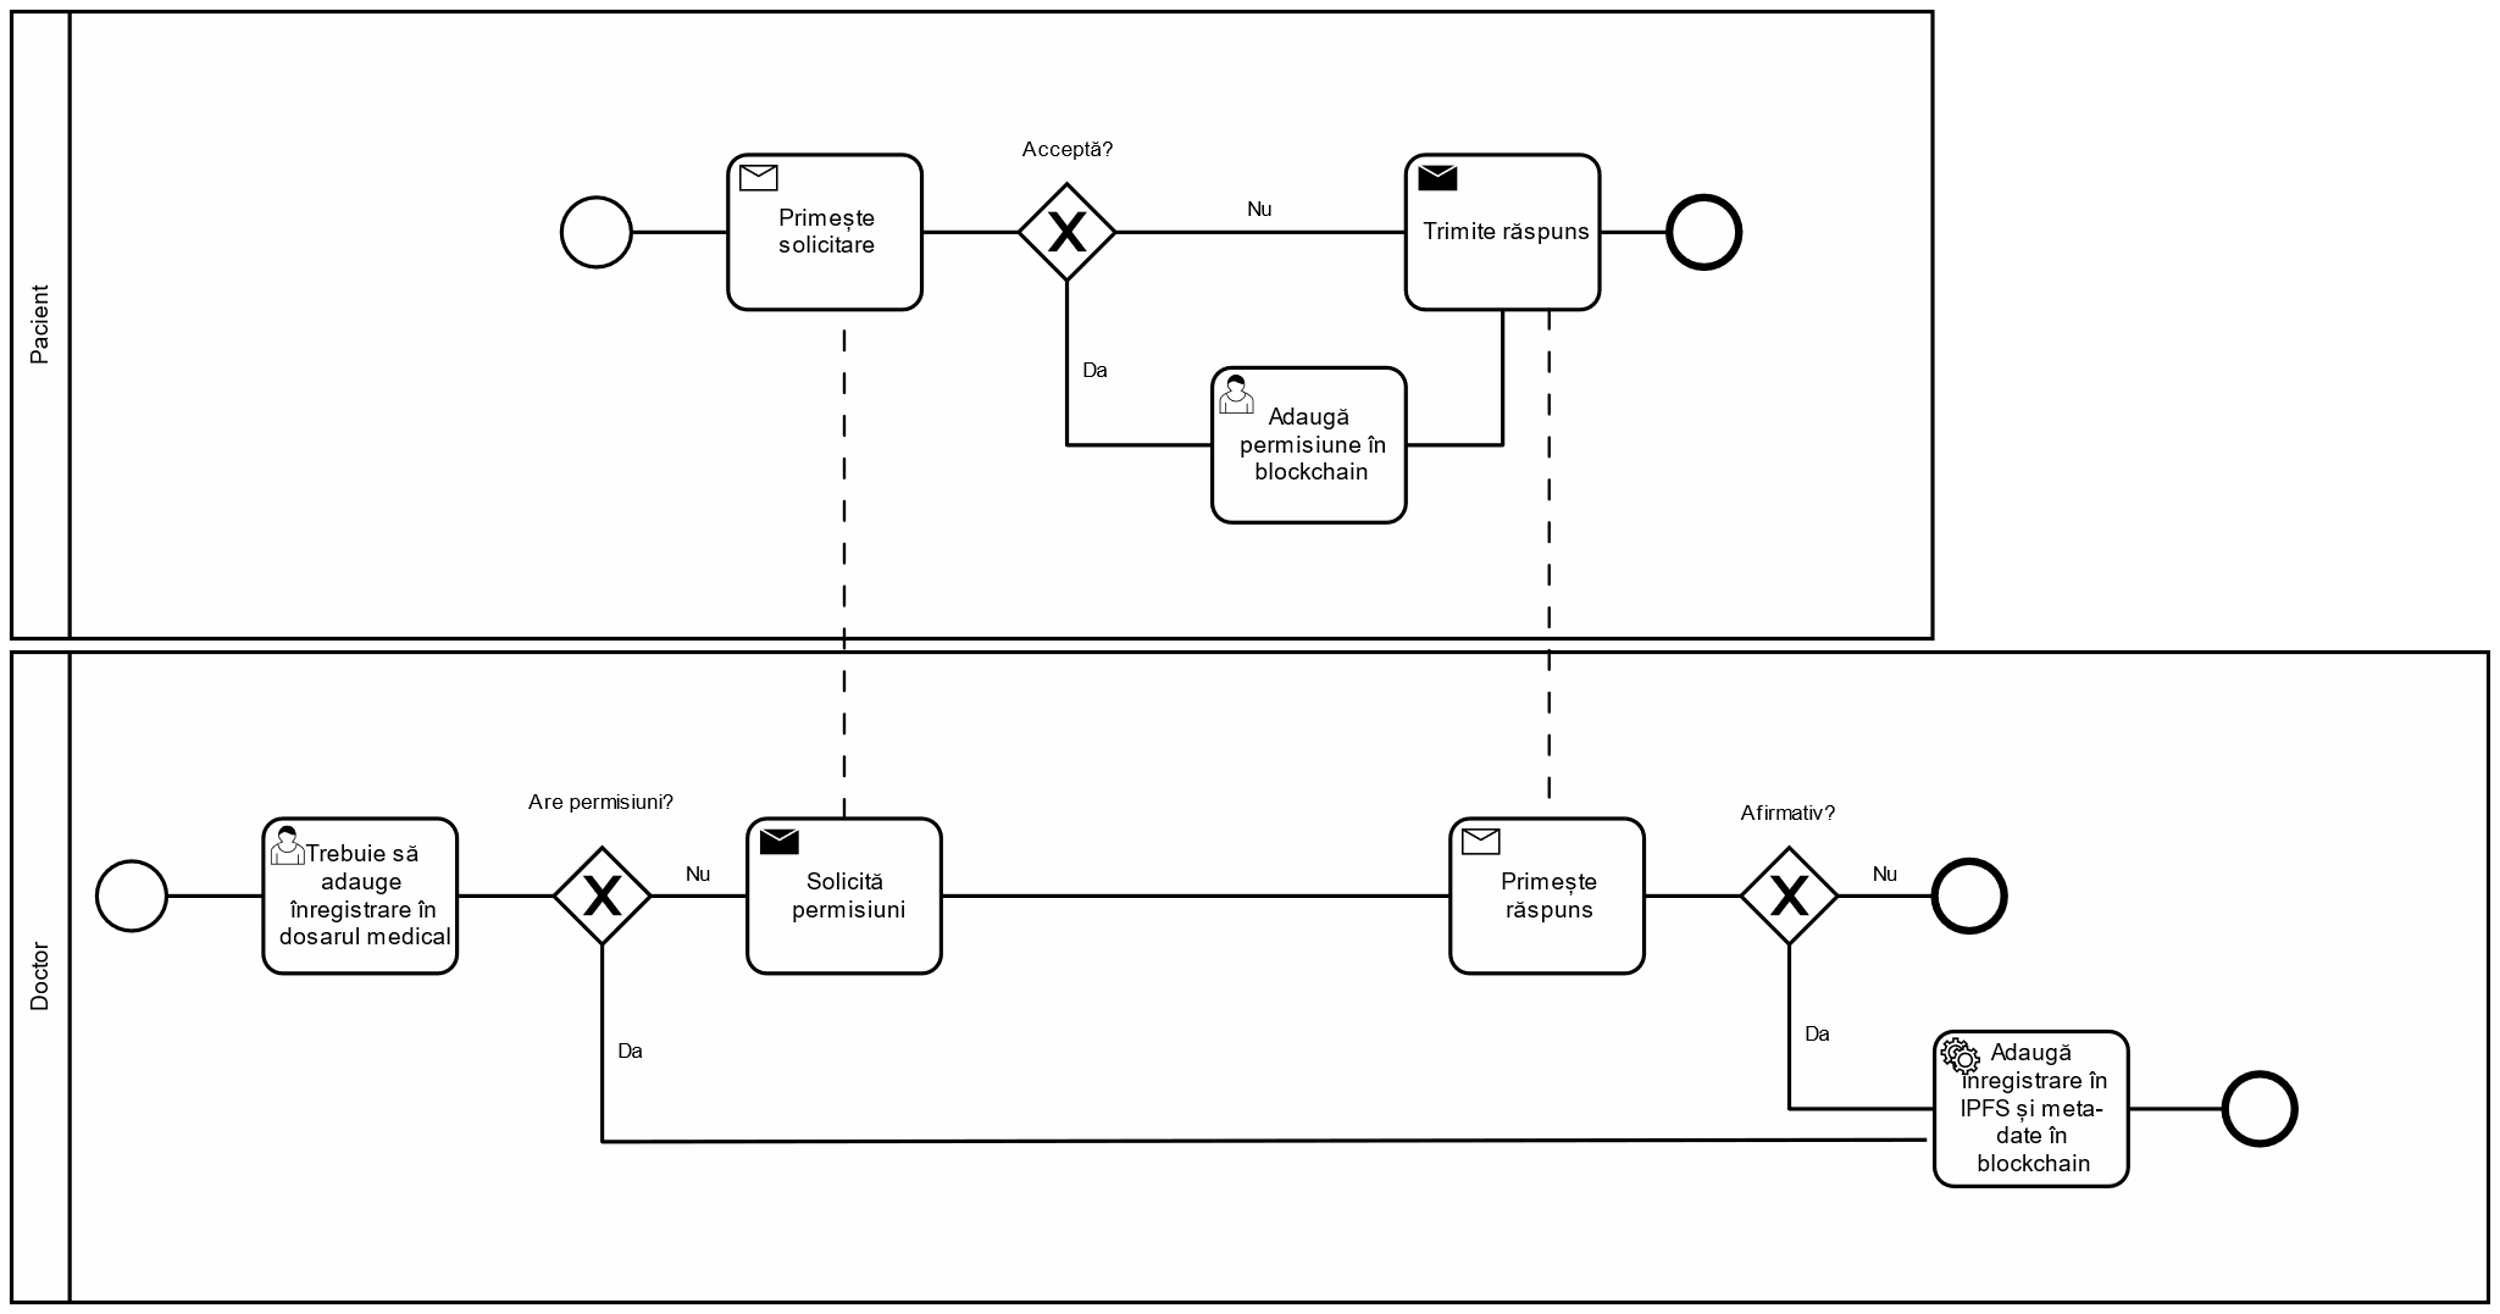 Pacient
Acceptă?
Primește
solicitare
Nu
Trimite răspuns
Da
Adaugă
permisiune în
blockchain
Doctor
Are permisiuni?
Afirmativ?
Trebuie să
adauge
înregistrare în
dosarul medical
Nu
Solicită
permisiuni
Primește
răspuns
Nu
Da
Da
Adaugă
înregistrare în
IPFS și meta-
date în
blockchain